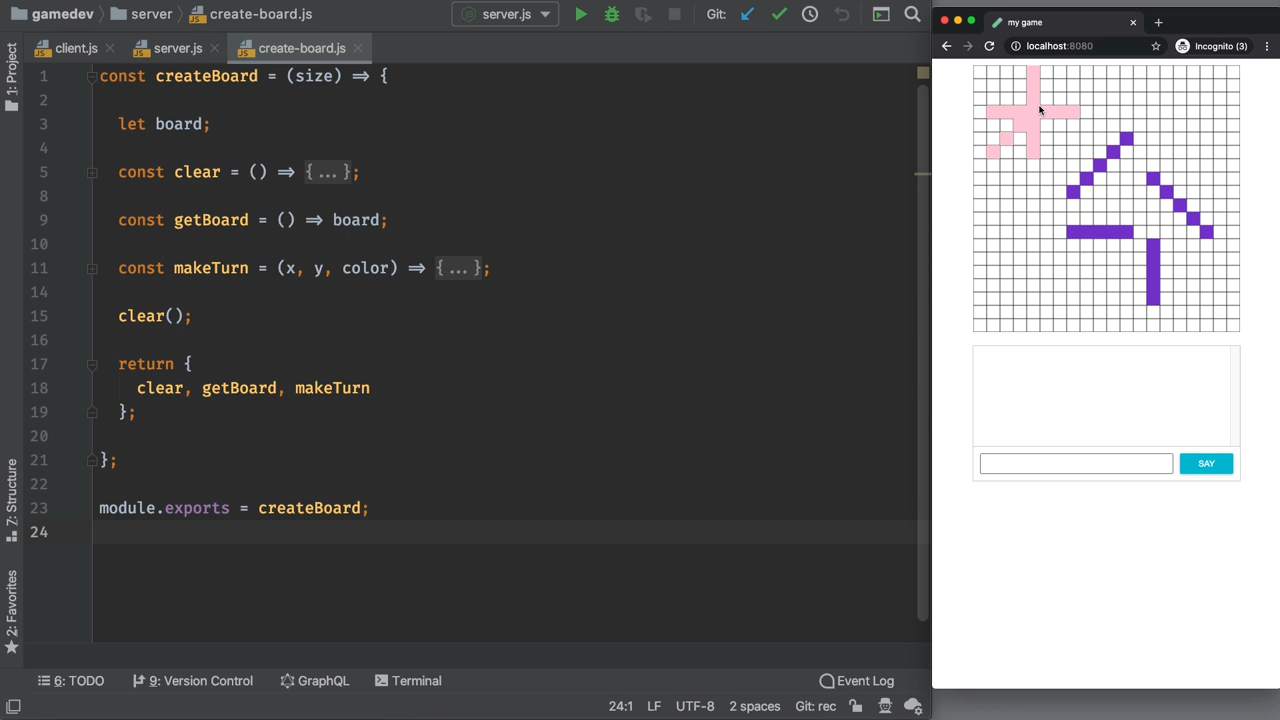 gamedev server create-board.js server.js Git:
client.js server.js create-board.js
1: Project
7: Structure
2: Favorites
1 const createBoard = (size) ⇒ {
2
3 let board;
4
5 const clear = () ⇒ {...};
8
9 const getBoard = () ⇒ board;
10
11 const makeTurn = (x, y, color) ⇒ {...};
14
15 clear();
16
17 return {
18 clear, getBoard, makeTurn
19 };
20
21 };
22
23 module.exports = createBoard;
24
6: TODO 9: Version Control GraphQL Terminal Event Log
24:1 LF UTF-8 2 spaces Git: rec
my game
localhost:8080 Incognito (3)
SAY